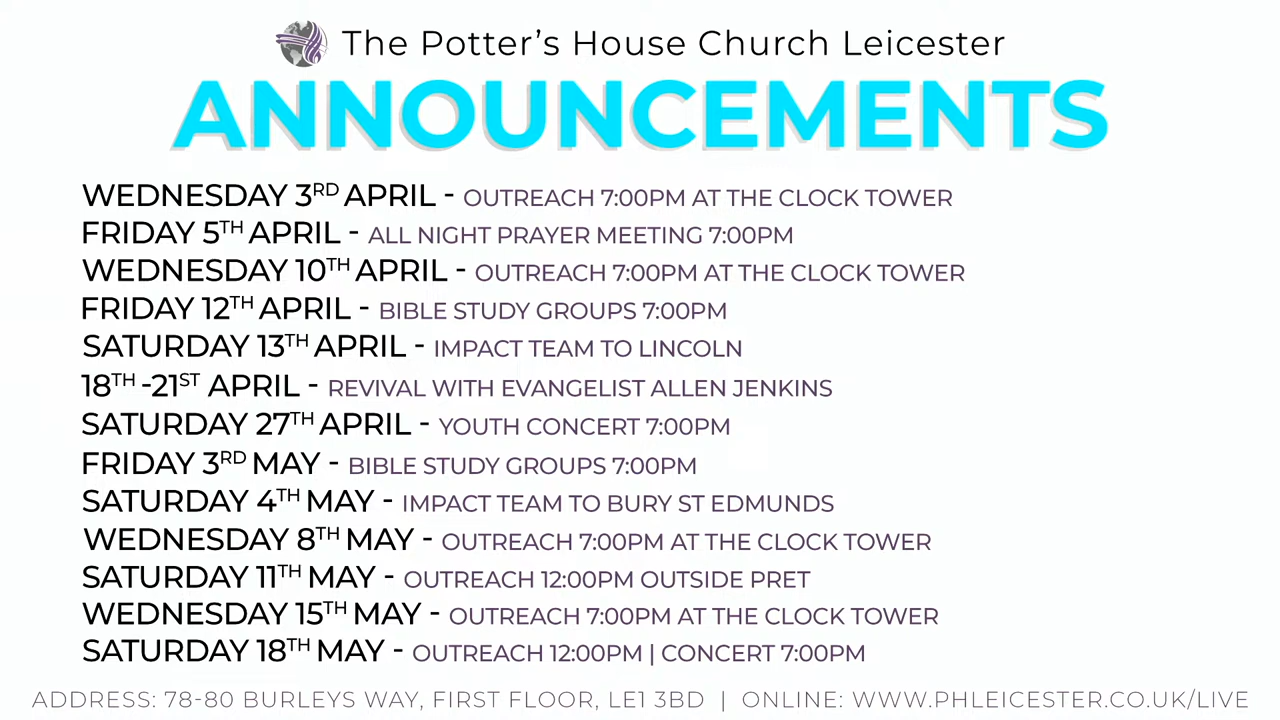 The Potter's House Church Leicester
ANNOUNCEMENTS
WEDNESDAY 3RD APRIL - OUTREACH 7:00PM AT THE CLOCK TOWER
FRIDAY 5TH APRIL - ALL NIGHT PRAYER MEETING 7:00PM
WEDNESDAY 10TH APRIL - OUTREACH 7:00PM AT THE CLOCK TOWER
FRIDAY 12TH APRIL - BIBLE STUDY GROUPS 7:00PM
SATURDAY 13TH APRIL - IMPACT TEAM TO LINCOLN
18TH -21ST APRIL - REVIVAL WITH EVANGELIST ALLEN JENKINS
SATURDAY 27TH APRIL - YOUTH CONCERT 7:00PM
FRIDAY 3RD MAY - BIBLE STUDY GROUPS 7:00PM
SATURDAY 4TH MAY - IMPACT TEAM TO BURY ST EDMUNDS
WEDNESDAY 8TH MAY - OUTREACH 7:00PM AT THE CLOCK TOWER
SATURDAY 11TH MAY - OUTREACH 12:00PM OUTSIDE PRET
WEDNESDAY 15TH MAY - OUTREACH 7:00PM AT THE CLOCK TOWER
SATURDAY 18TH MAY - OUTREACH 12:00PM | CONCERT 7:00PM
ADDRESS: 78-80 BURLEYS WAY, FIRST FLOOR, LE1 3BD | ONLINE: WWW.PHLEICESTER.CO.UK/LIVE